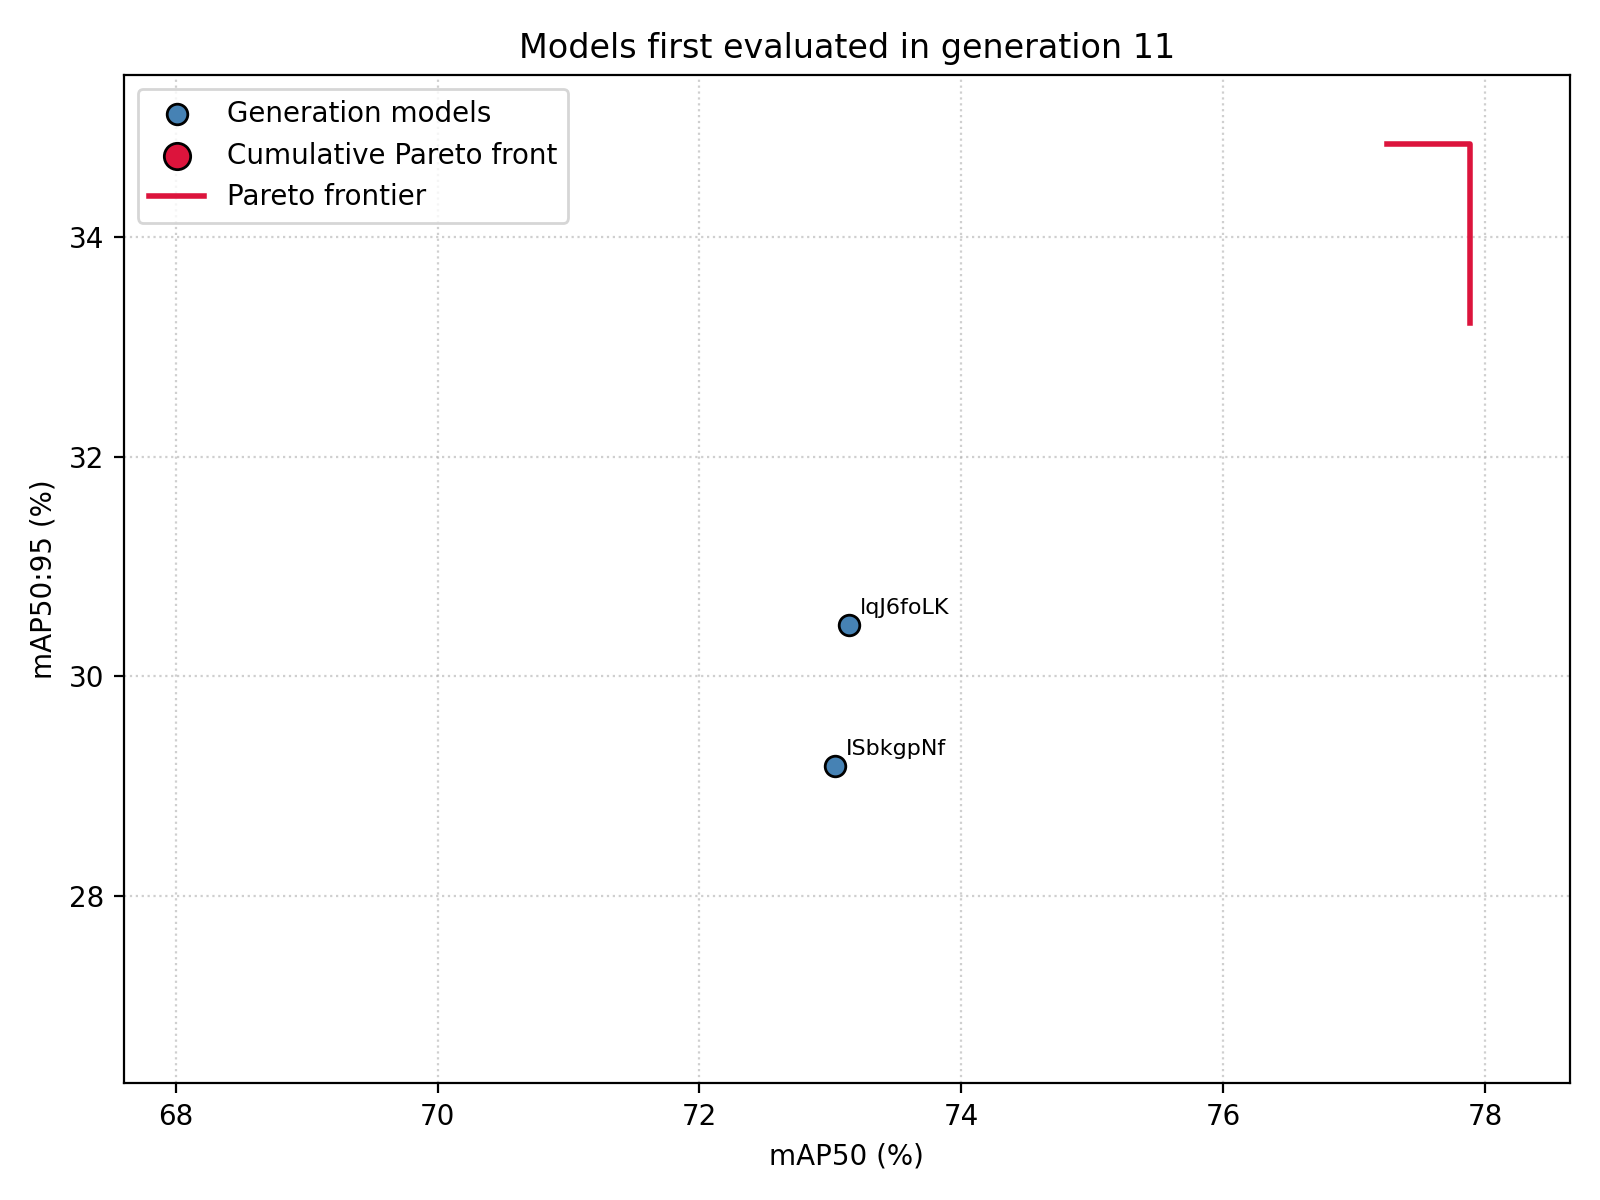 Models first evaluated in generation 11
Generation models
Cumulative Pareto front
Pareto frontier
34
32
30
28
mAP50:95 (%)
IqJ6foLK
ISbkgpNf
68 70 72 74 76 78
mAP50 (%)